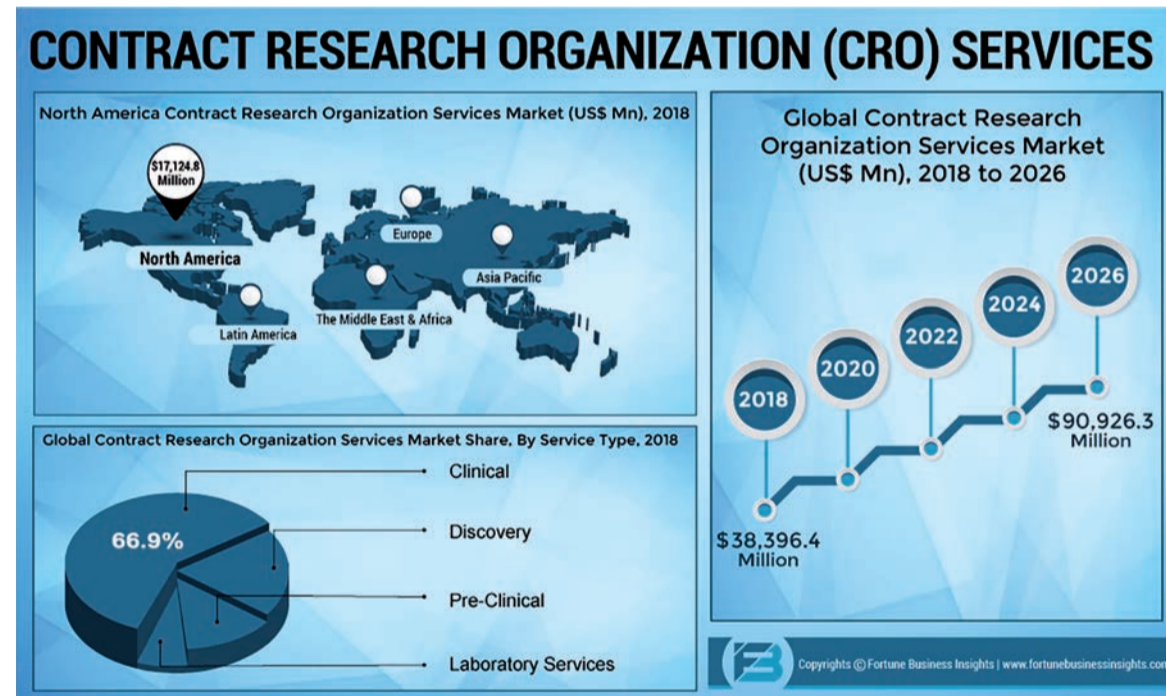 CONTRACT RESEARCH ORGANIZATION (CRO) SERVICES
North America Contract Research Organization Services Market (US$ Mn), 2018
$17,124.8
Million
North America
Europe
Asia Pacific
The Middle East & Africa
Latin America
Global Contract Research Organization Services Market Share, By Service Type, 2018
66.9%
Clinical
Discovery
Pre-Clinical
Laboratory Services
Global Contract Research
Organization Services Market
(US$ Mn), 2018 to 2026
2018
2020
2022
2024
2026
$38,396.4
Million
$90,926.3
Million
Copyrights © Fortune Business Insights | www.fortunebusinessinsights.com